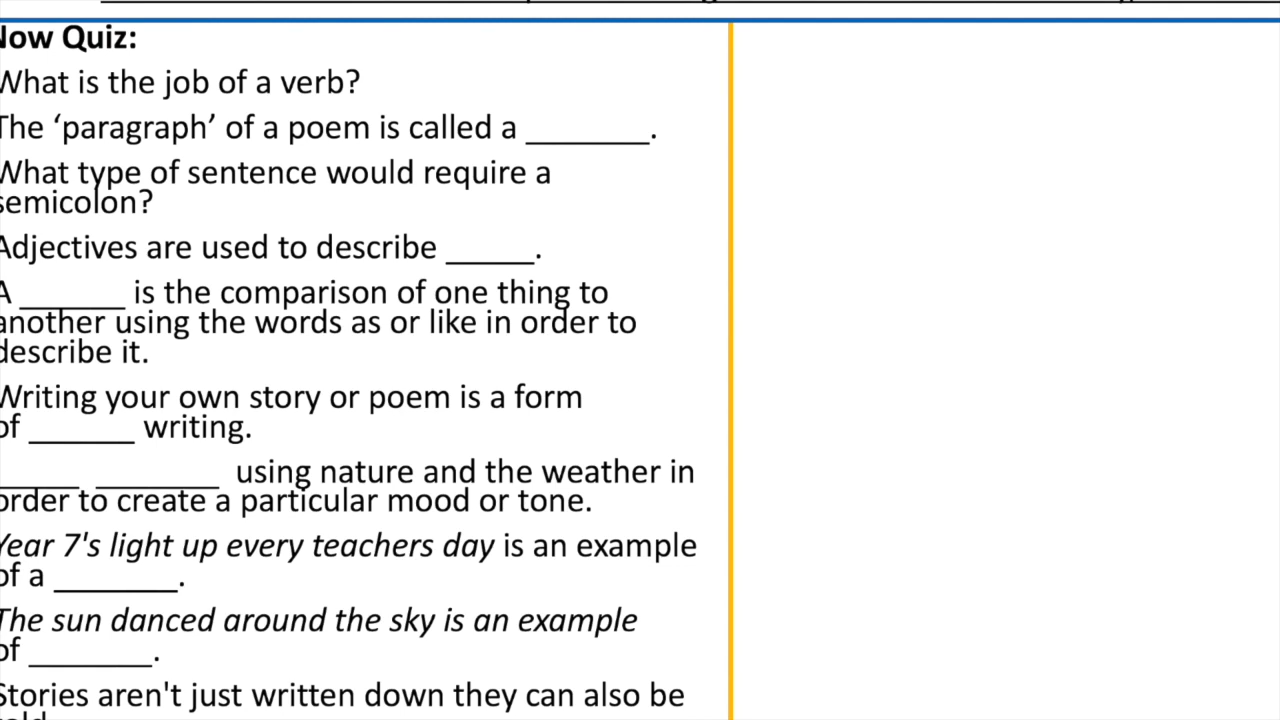 Now Quiz:
What is the job of a verb?
The ‘paragraph’ of a poem is called a ________.
What type of sentence would require a
semicolon?
Adjectives are used to describe ______.
A _______ is the comparison of one thing to
another using the words as or like in order to
describe it.
Writing your own story or poem is a form
of _______ writing.
_____ ________ using nature and the weather in
order to create a particular mood or tone.
Year 7's light up every teachers day is an example
of a ________.
The sun danced around the sky is an example
of ________.
Stories aren't just written down they can also be